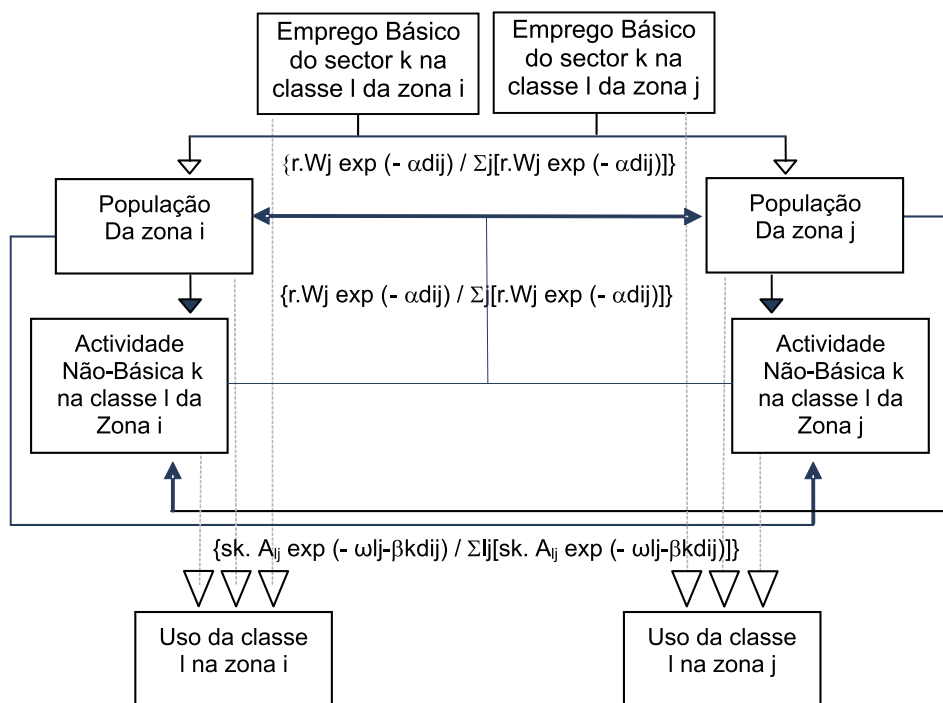 Emprego Básico
do sector k na
classe l da zona i
Emprego Básico
do sector k na
classe l da zona j
{r.Wj exp (- αdij) / Σj[r.Wj exp (- αdij)]}
População
Da zona i
População
Da zona j
{r.Wj exp (- αdij) / Σj[r.Wj exp (- αdij)]}
Actividade
Não-Básica k
na classe l da
Zona i
Actividade
Não-Básica k
na classe l da
Zona j
{sk. Alj exp (- ωlj-βkdij) / Σlj[sk. Alj exp (- ωlj-βkdij)]}
Uso da classe
l na zona i
Uso da classe
l na zona j